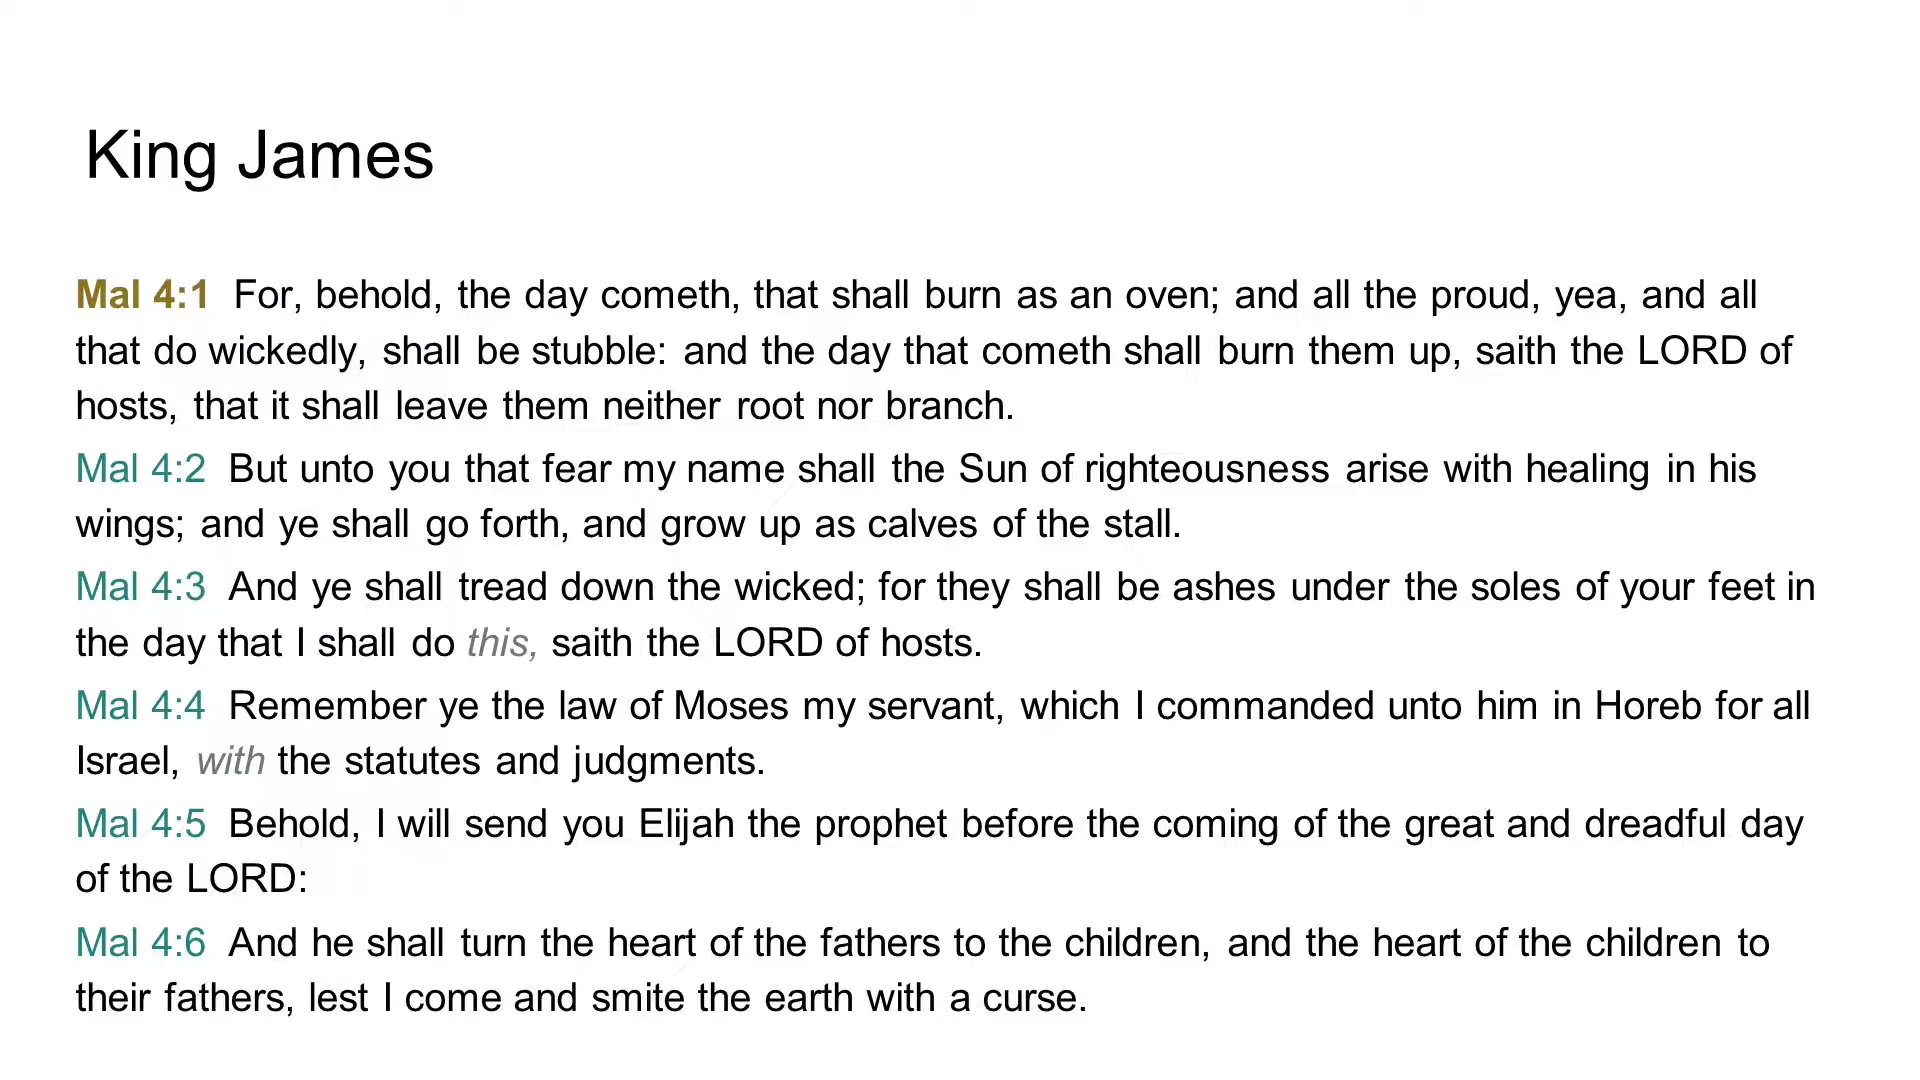 King James
Mal 4:1 For, behold, the day cometh, that shall burn as an oven; and all the proud, yea, and all
that do wickedly, shall be stubble: and the day that cometh shall burn them up, saith the LORD of
hosts, that it shall leave them neither root nor branch.
Mal 4:2 But unto you that fear my name shall the Sun of righteousness arise with healing in his
wings; and ye shall go forth, and grow up as calves of the stall.
Mal 4:3 And ye shall tread down the wicked; for they shall be ashes under the soles of your feet in
the day that I shall do this, saith the LORD of hosts.
Mal 4:4 Remember ye the law of Moses my servant, which I commanded unto him in Horeb for all
Israel, with the statutes and judgments.
Mal 4:5 Behold, I will send you Elijah the prophet before the coming of the great and dreadful day
of the LORD:
Mal 4:6 And he shall turn the heart of the fathers to the children, and the heart of the children to
their fathers, lest I come and smite the earth with a curse.